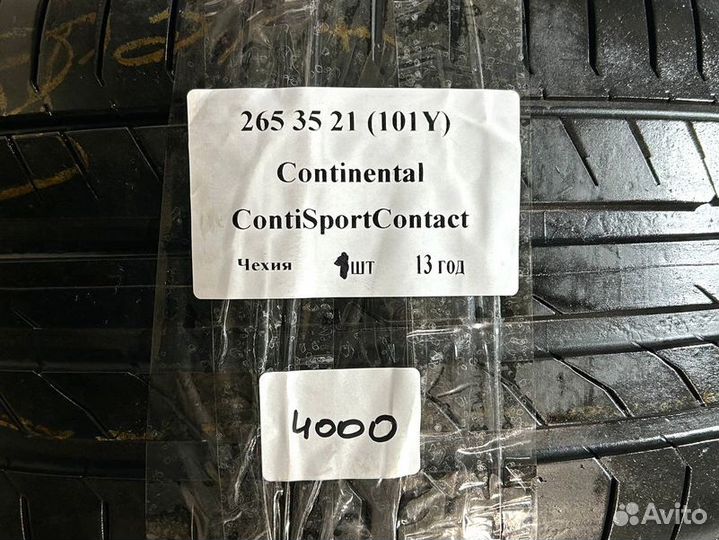 265 35 21 (101Y)
Continental
ContiSportContact
Чехия 1шт 13 год
4000
Avito